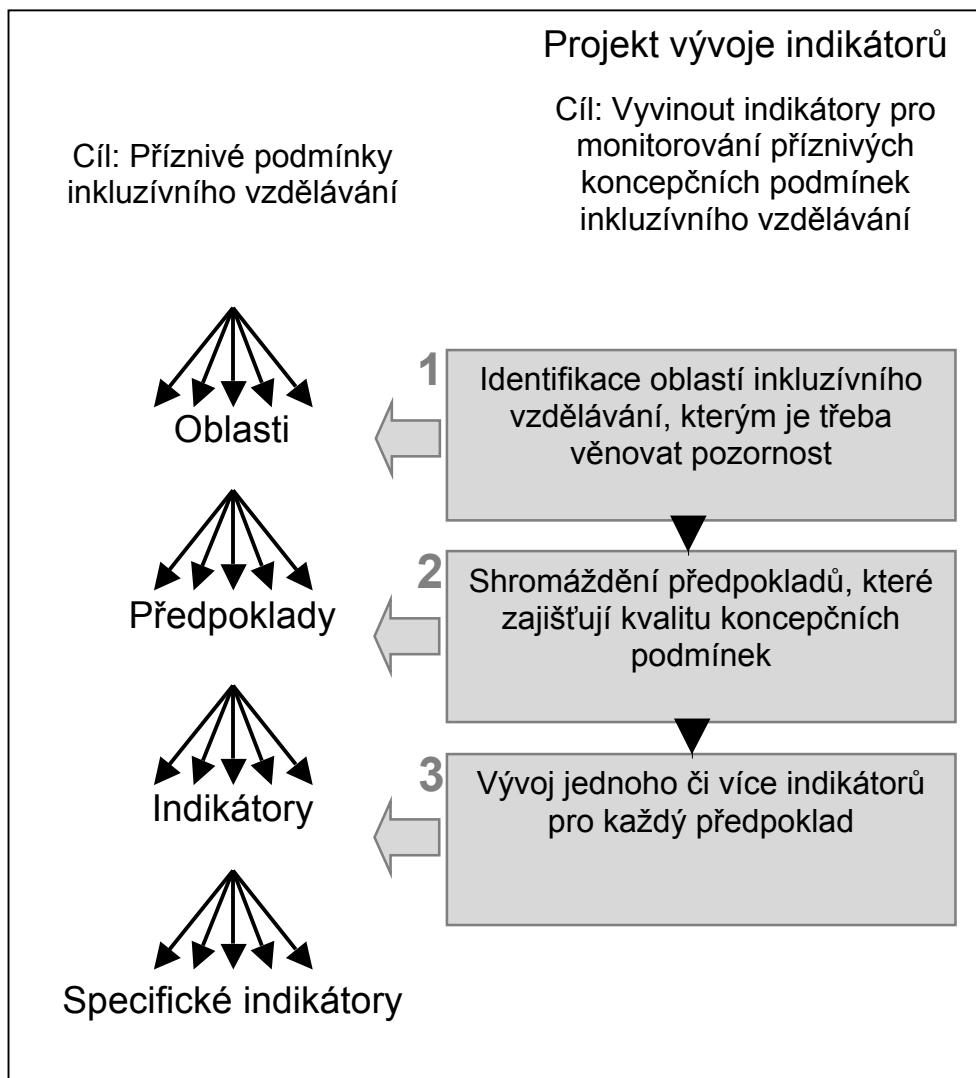 Projekt vývoje indikátorů
Cíl: Příznivé podmínky
inkluzívního vzdělávání
Cíl: Vyvinout indikátory pro
monitorování příznivých
koncepčních podmínek
inkluzívního vzdělávání
Oblasti
1
Identifikace oblastí inkluzívního
vzdělávání, kterým je třeba
věnovat pozornost
Předpoklady
2
Shromáždění předpokladů, které
zajišťují kvalitu koncepčních
podmínek
Indikátory
3
Vývoj jednoho či více indikátorů
pro každý předpoklad
Specifické indikátory